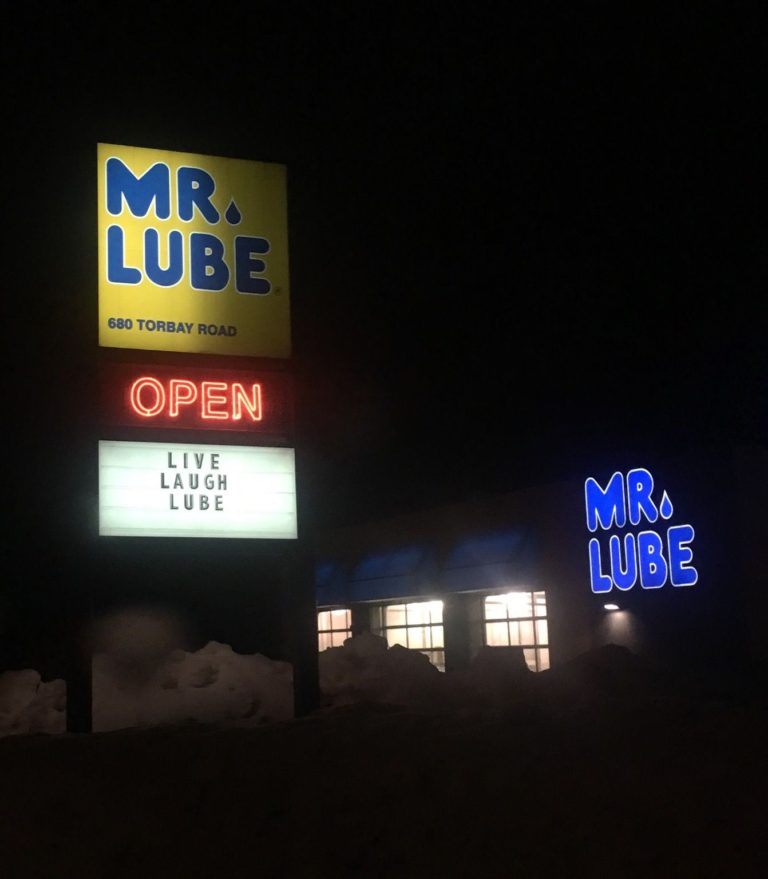 MR.
LUBE
680 TORBAY ROAD
OPEN
LIVE
LAUGH
LUBE
MR.
LUBE